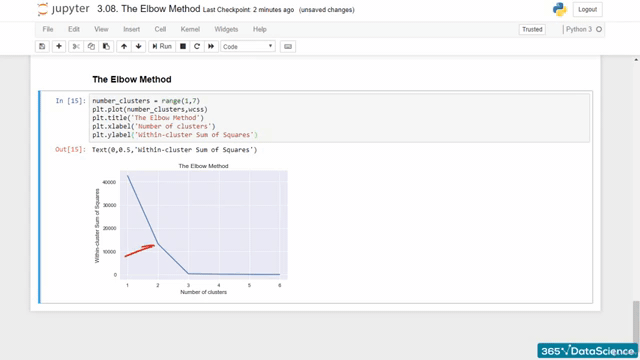 jupyter 3.08. The Elbow Method Last Checkpoint: 2 minutes ago (unsaved changes)
Logout
File Edit View Insert Cell Kernel Widgets Help
Trusted Python 3
Run Code
The Elbow Method
In [15]: number_clusters = range(1,7)
plt.plot(number_clusters,wcss)
plt.title('The Elbow Method')
plt.xlabel('Number of clusters')
plt.ylabel('Within-cluster Sum of Squares')
Out[15]: Text(0,0.5,'Within-cluster Sum of Squares')
The Elbow Method
Within-cluster Sum of Squares
40000
30000
20000
10000
0
1 2 3 4 5 6
Number of clusters
365 DataScience